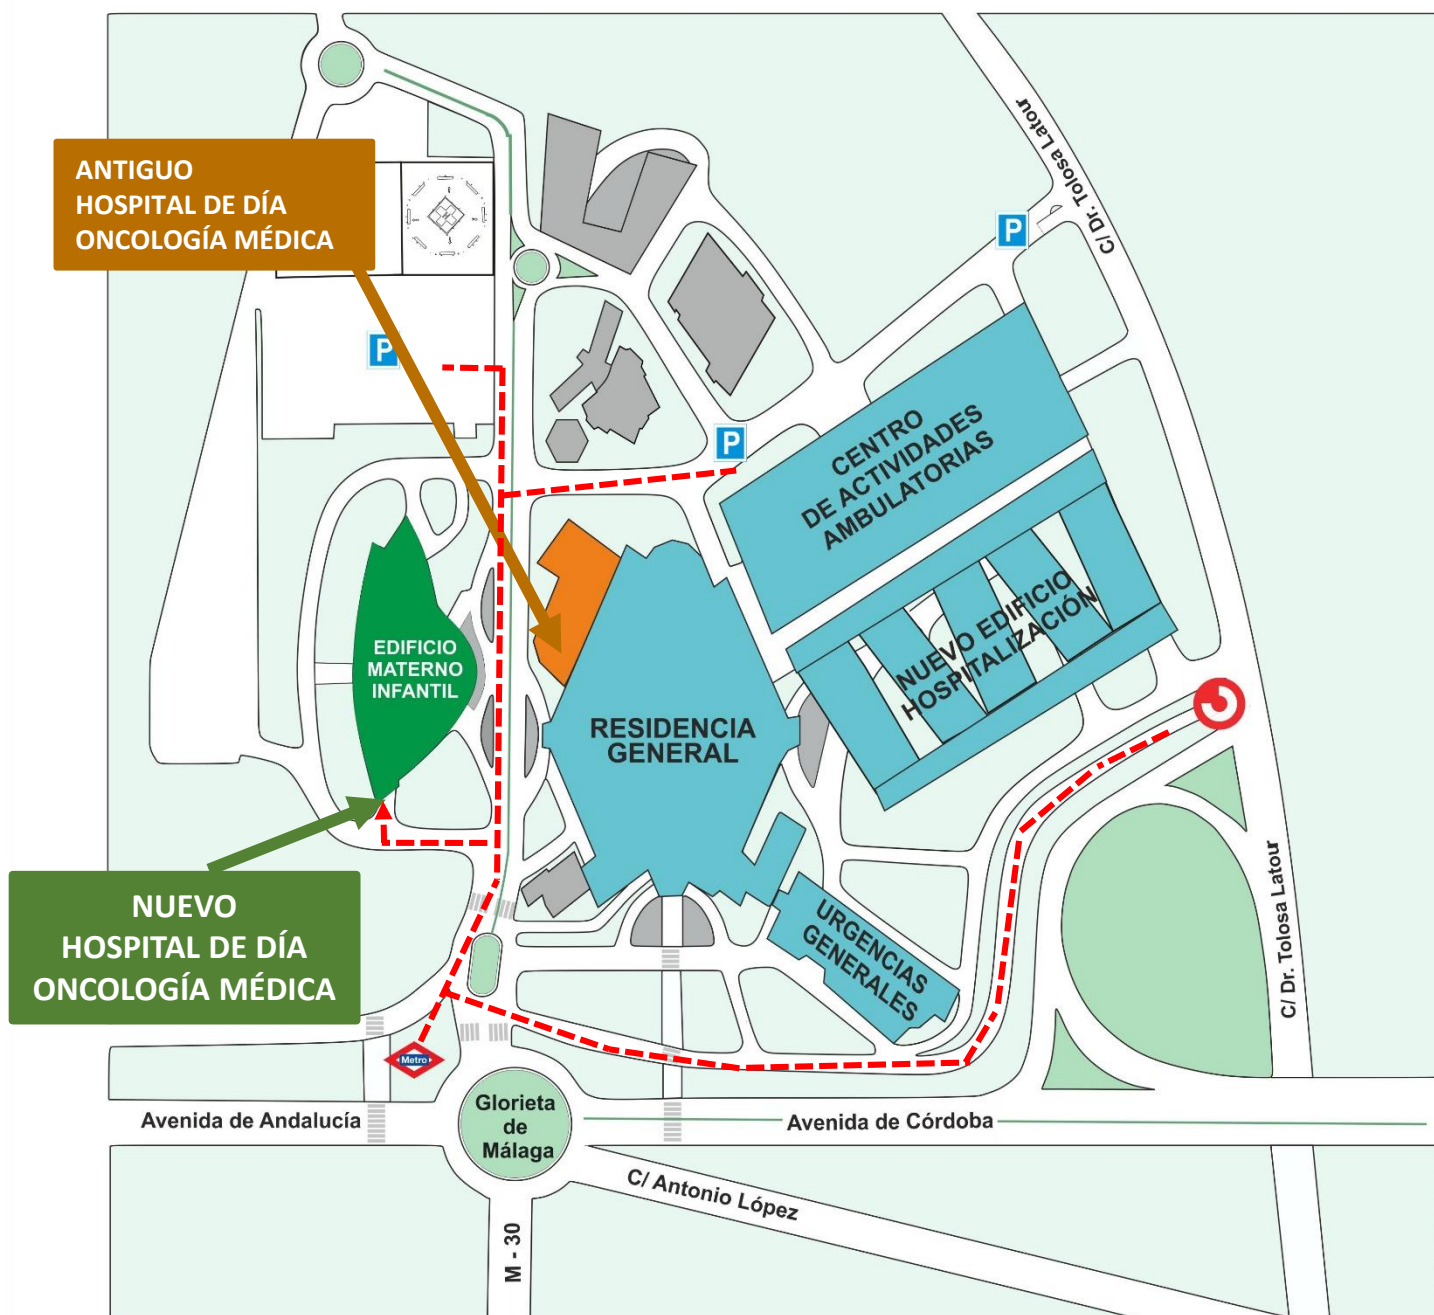 C/ Dr. Tolosa Latour
ANTIGUO
HOSPITAL DE DÍA
ONCOLOGÍA MÉDICA
P
P
P
CENTRO
DE ACTIVIDADES
AMBULATORIAS
NUEVO EDIFICIO
HOSPITALIZACIÓN
EDIFICIO
MATERNO
INFANTIL
RESIDENCIA
GENERAL
NUEVO
HOSPITAL DE DÍA
ONCOLOGÍA MÉDICA
URGENCIAS
GENERALES
C/ Dr. Tolosa Latour
Metro
Avenida de Andalucía
Glorieta
de
Málaga
Avenida de Córdoba
C/ Antonio López
M - 30